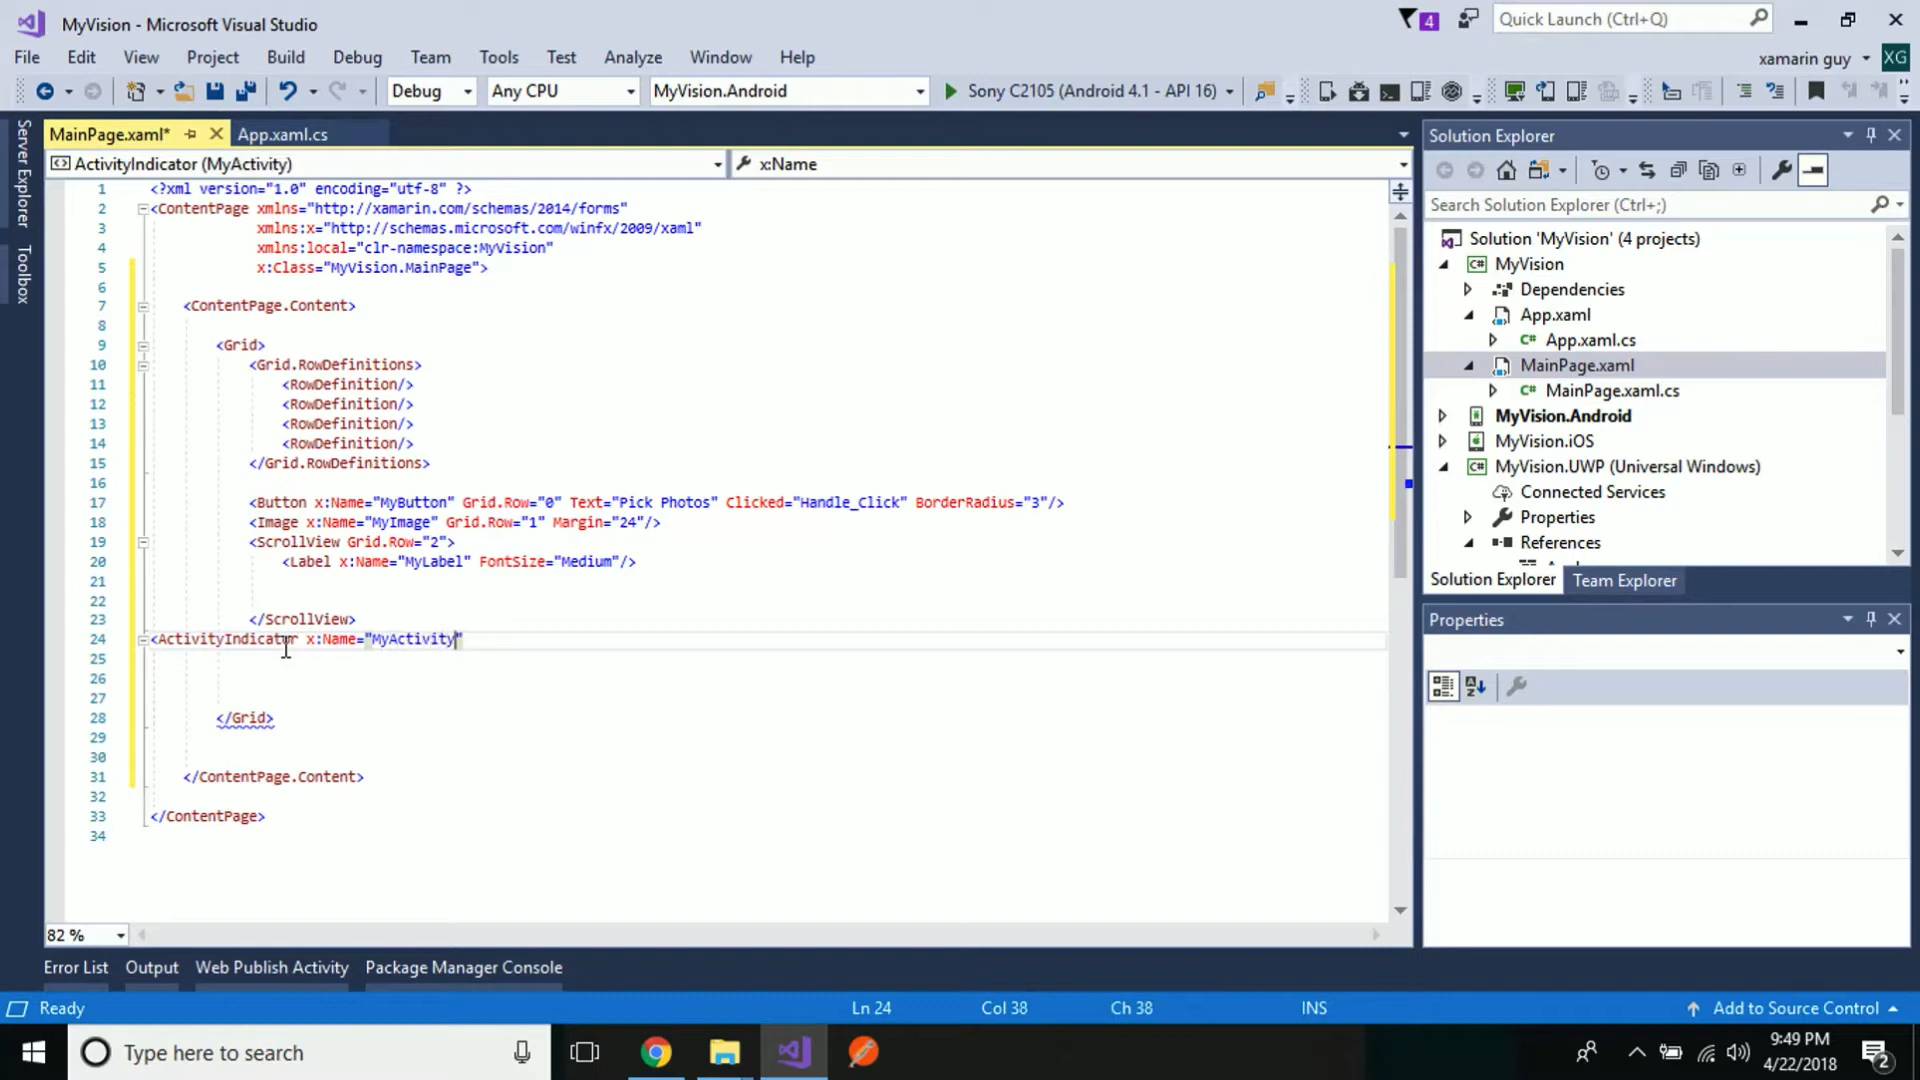 MyVision - Microsoft Visual Studio
4
Quick Launch (Ctrl+Q)
File Edit View Project Build Debug Team Tools Test Analyze Window Help
xamarin guy XG
Debug Any CPU MyVision.Android Sony C2105 (Android 4.1 - API 16)
Server Explorer
Toolbox
MainPage.xaml* App.xaml.cs
ActivityIndicator (MyActivity) x:Name
1 <?xml version="1.0" encoding="utf-8" ?>
2 <ContentPage xmlns="http://xamarin.com/schemas/2014/forms"
3 xmlns:x="http://schemas.microsoft.com/winfx/2009/xaml"
4 xmlns:local="clr-namespace:MyVision"
5 x:Class="MyVision.MainPage">
6
7 <ContentPage.Content>
8
9 <Grid>
10 <Grid.RowDefinitions>
11 <RowDefinition/>
12 <RowDefinition/>
13 <RowDefinition/>
14 <RowDefinition/>
15 </Grid.RowDefinitions>
16
17 <Button x:Name="MyButton" Grid.Row="0" Text="Pick Photos" Clicked="Handle_Click" BorderRadius="3"/>
18 <Image x:Name="MyImage" Grid.Row="1" Margin="24"/>
19 <ScrollView Grid.Row="2">
20 <Label x:Name="MyLabel" FontSize="Medium"/>
21
22
23 </ScrollView>
24 <ActivityIndicator x:Name="MyActivity"
25
26
27
28 </Grid>
29
30
31 </ContentPage.Content>
32
33 </ContentPage>
34
82 %
Solution Explorer
Search Solution Explorer (Ctrl+;)
Solution 'MyVision' (4 projects)
C# MyVision
Dependencies
App.xaml
C# App.xaml.cs
MainPage.xaml
C# MainPage.xaml.cs
MyVision.Android
MyVision.iOS
C# MyVision.UWP (Universal Windows)
Connected Services
Properties
References
Solution Explorer Team Explorer
Properties
Error List Output Web Publish Activity Package Manager Console
Ready Ln 24 Col 38 Ch 38 INS Add to Source Control
Type here to search
9:49 PM
4/22/2018
2